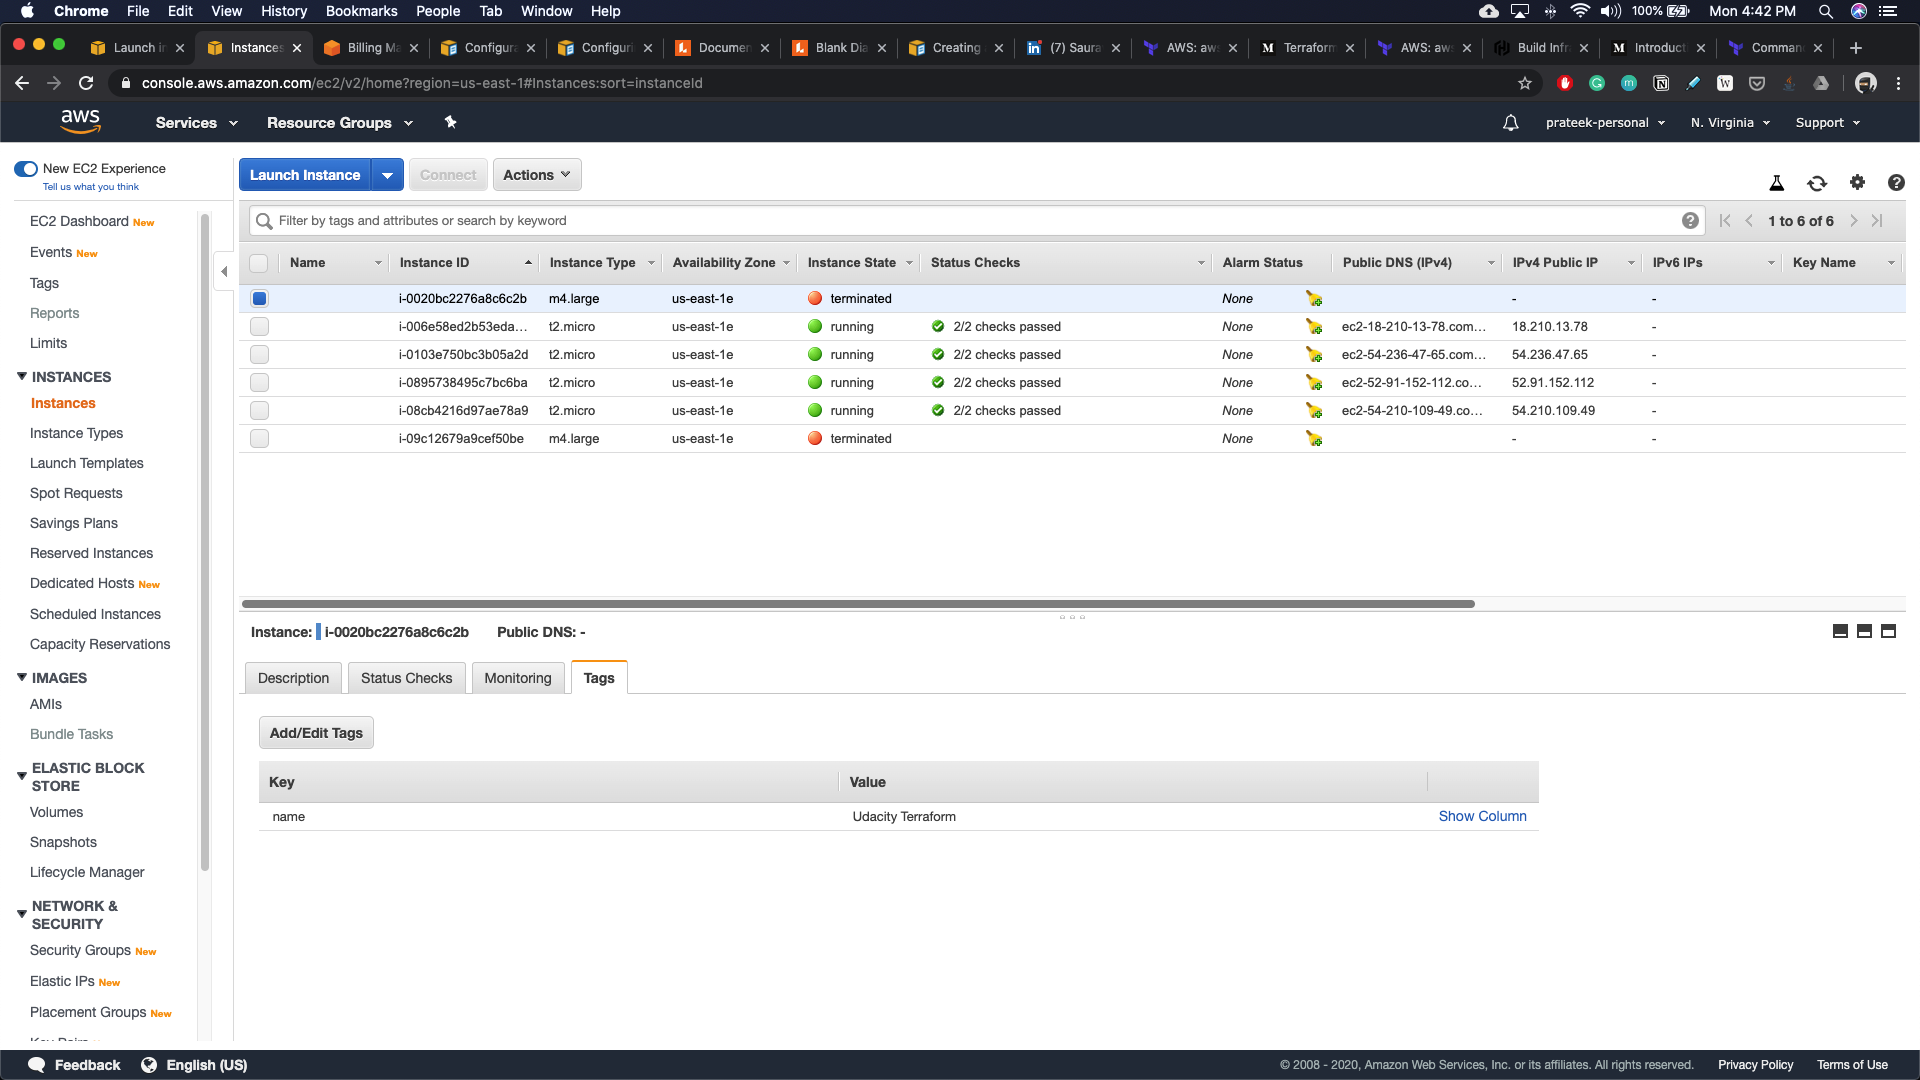 Chrome File Edit View History Bookmarks People Tab Window Help 100% Mon 4:42 PM
Launch in Instances Billing Ma Configura Configuri Documen Blank Dia Creating (7) Saura AWS: aws Terraform AWS: aws Build Infra Introducti Comman
console.aws.amazon.com/ec2/v2/home?region=us-east-1#Instances:sort=instanceId
aws Services Resource Groups prateek-personal N. Virginia Support
New EC2 Experience
Tell us what you think
EC2 Dashboard New
Events New
Tags
Reports
Limits
INSTANCES
Instances
Instance Types
Launch Templates
Spot Requests
Savings Plans
Reserved Instances
Dedicated Hosts New
Scheduled Instances
Capacity Reservations
IMAGES
AMIs
Bundle Tasks
ELASTIC BLOCK
STORE
Volumes
Snapshots
Lifecycle Manager
NETWORK &
SECURITY
Security Groups New
Elastic IPs New
Placement Groups New
Launch Instance Connect Actions
Filter by tags and attributes or search by keyword 1 to 6 of 6
Name Instance ID Instance Type Availability Zone Instance State Status Checks Alarm Status Public DNS (IPv4) IPv4 Public IP IPv6 IPs Key Name
i-0020bc2276a8c6c2b m4.large us-east-1e terminated None - -
i-006e58ed2b53eda... t2.micro us-east-1e running 2/2 checks passed None ec2-18-210-13-78.com... 18.210.13.78 -
i-0103e750bc3b05a2d t2.micro us-east-1e running 2/2 checks passed None ec2-54-236-47-65.com... 54.236.47.65 -
i-0895738495c7bc6ba t2.micro us-east-1e running 2/2 checks passed None ec2-52-91-152-112.co... 52.91.152.112 -
i-08cb4216d97ae78a9 t2.micro us-east-1e running 2/2 checks passed None ec2-54-210-109-49.co... 54.210.109.49 -
i-09c12679a9cef50be m4.large us-east-1e terminated None - -
Instance: i-0020bc2276a8c6c2b Public DNS: -
Description Status Checks Monitoring Tags
Add/Edit Tags
Key Value
name Udacity Terraform Show Column
Feedback English (US) © 2008 - 2020, Amazon Web Services, Inc. or its affiliates. All rights reserved. Privacy Policy Terms of Use